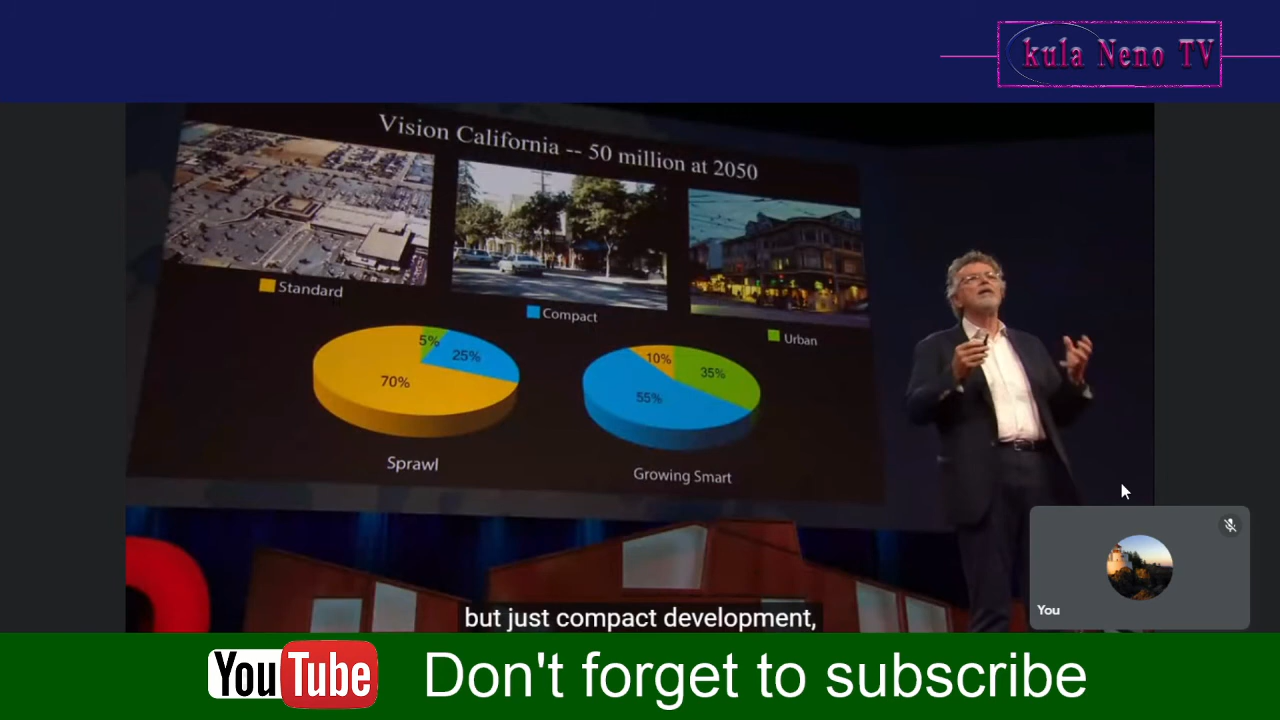 kula Neno TV
Vision California -- 50 million at 2050
Standard
Compact
Urban
5%
25%
70%
10%
35%
55%
Sprawl
Growing Smart
You
but just compact development,
YouTube
Don't forget to subscribe